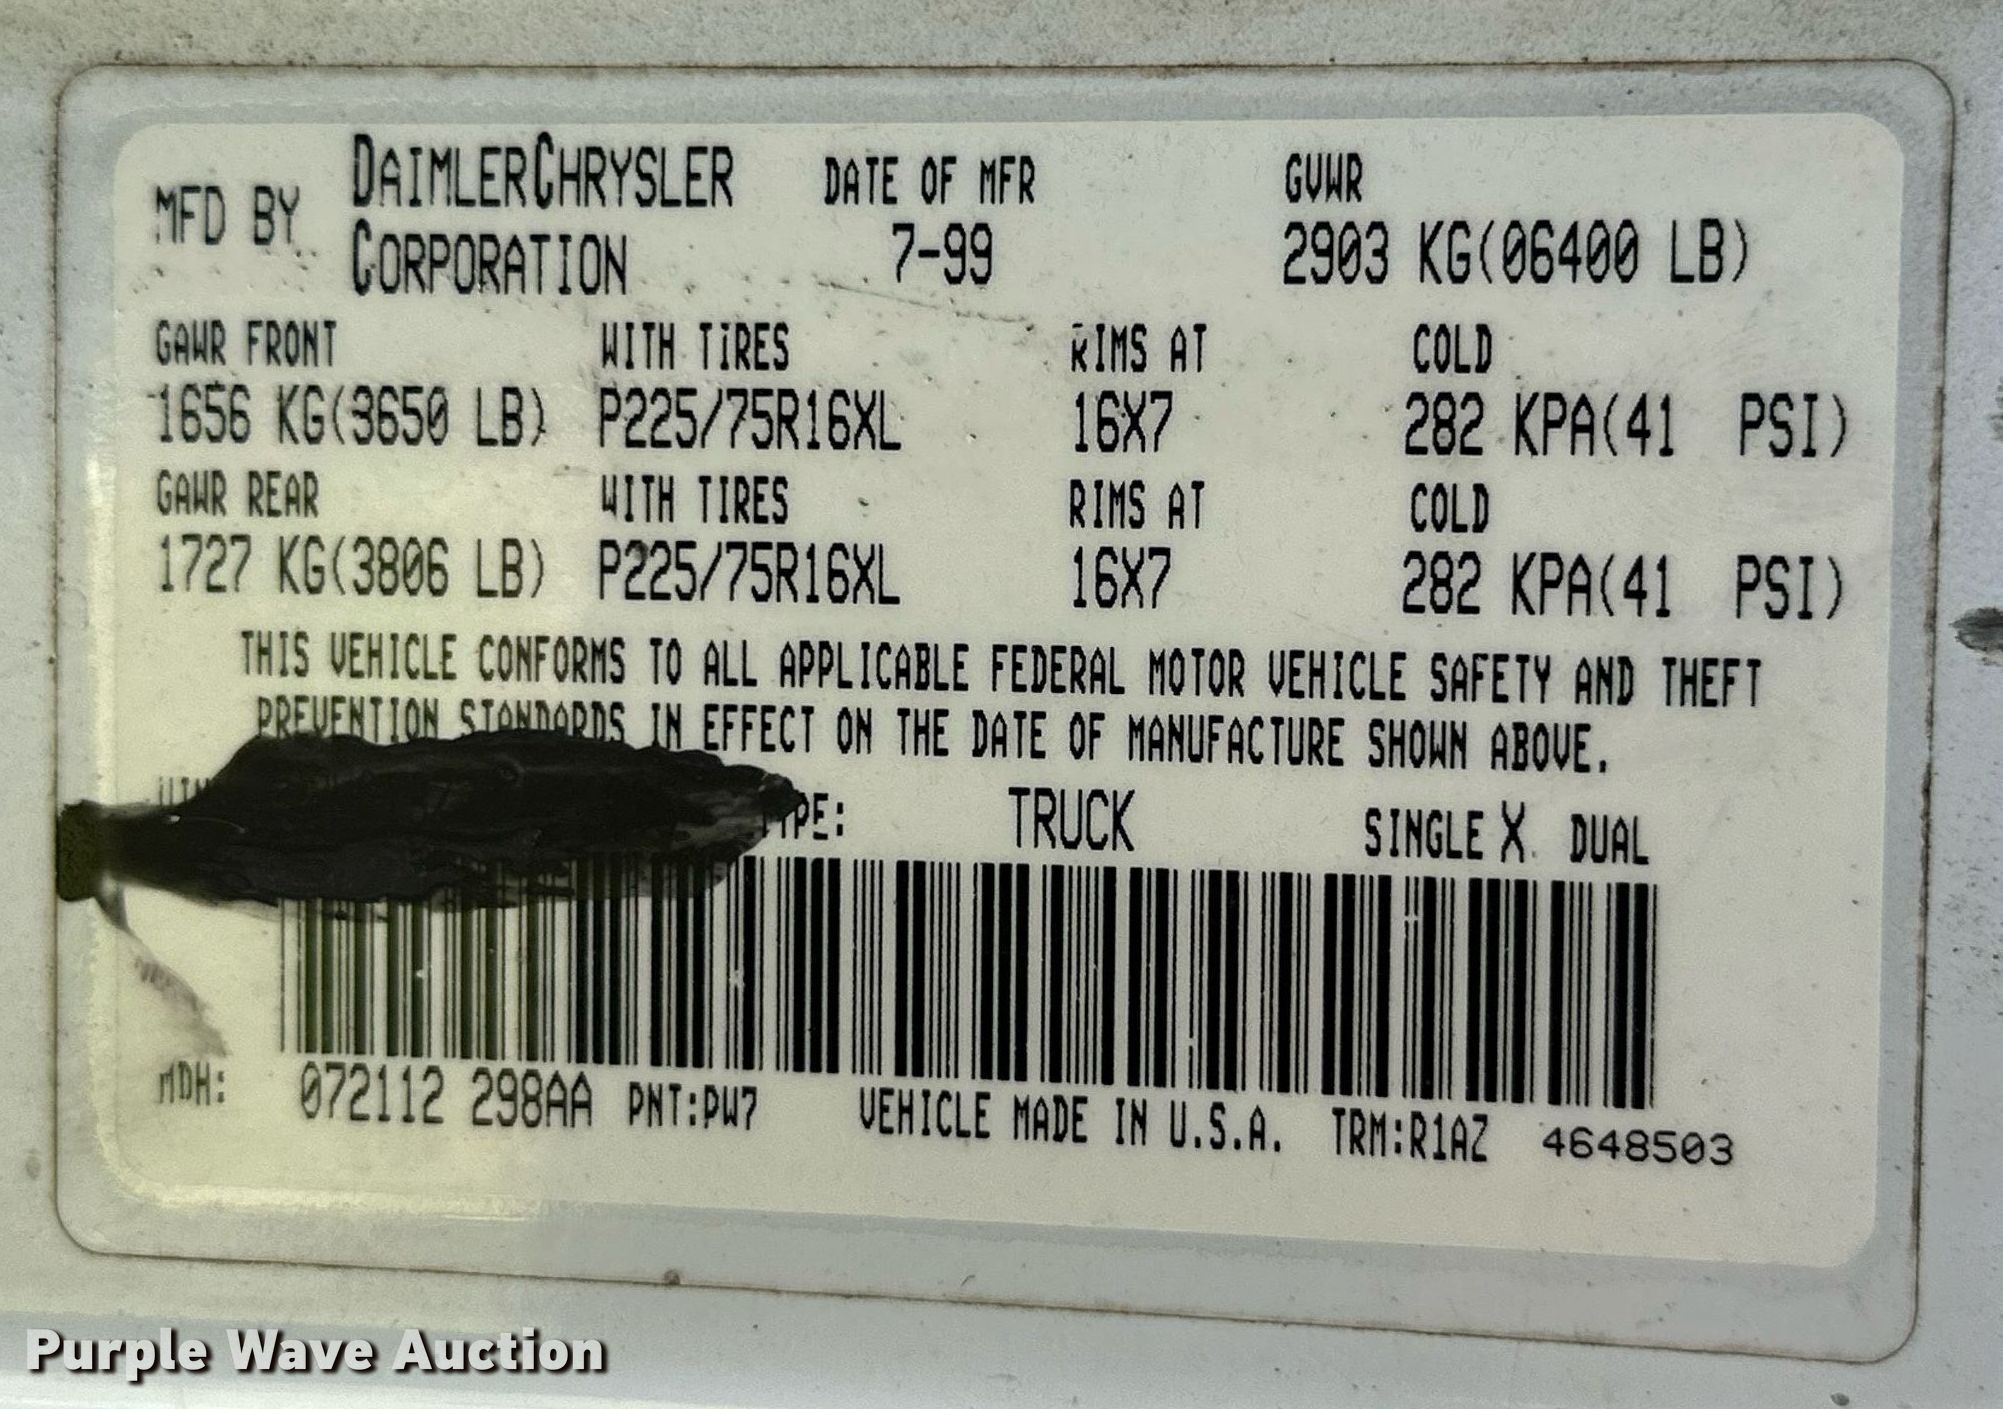 MFD BY DAIMLERCHRYSLER CORPORATION DATE OF MFR 7-99 GVWR 2903 KG(06400 LB)
GAWR FRONT WITH TIRES RIMS AT COLD
1656 KG(3650 LB) P225/75R16XL 16X7 282 KPA(41 PSI)
GAWR REAR WITH TIRES RIMS AT COLD
1727 KG(3806 LB) P225/75R16XL 16X7 282 KPA(41 PSI)
THIS VEHICLE CONFORMS TO ALL APPLICABLE FEDERAL MOTOR VEHICLE SAFETY AND THEFT
PREVENTION STANDARDS IN EFFECT ON THE DATE OF MANUFACTURE SHOWN ABOVE.
TRUCK SINGLE X DUAL
MDH: 072112 298AA PNT:PW7 VEHICLE MADE IN U.S.A. TRM:R1AZ 4648503
Purple Wave Auction